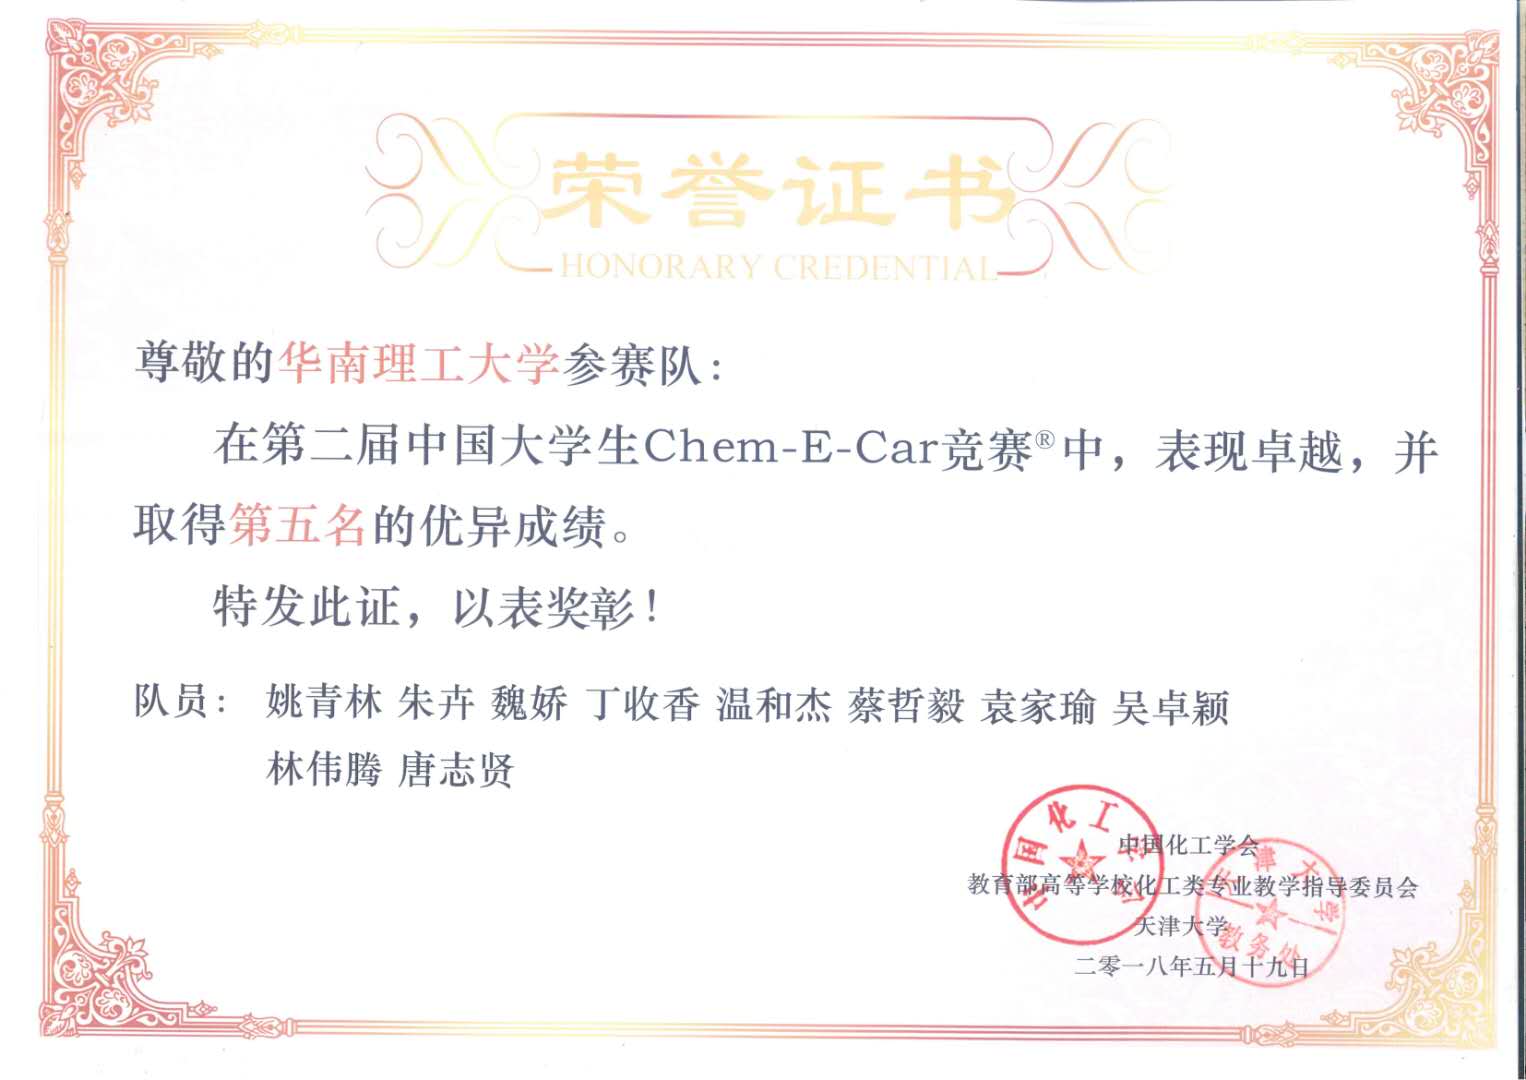 荣誉证书
HONORARY CREDENTIAL
尊敬的华南理工大学参赛队：
在第二届中国大学生Chem-E-Car竞赛®中，表现卓越，并
取得第五名的优异成绩。
特发此证，以表奖彰！
队员： 姚青林 朱卉 魏娇 丁收香 温和杰 蔡哲毅 袁家瑜 吴卓颖
林伟腾 唐志贤
中国化工学会
教育部高等学校化工类专业教学指导委员会
天津大学
二零一八年五月十九日
中国化工学会
天津大学
教务处